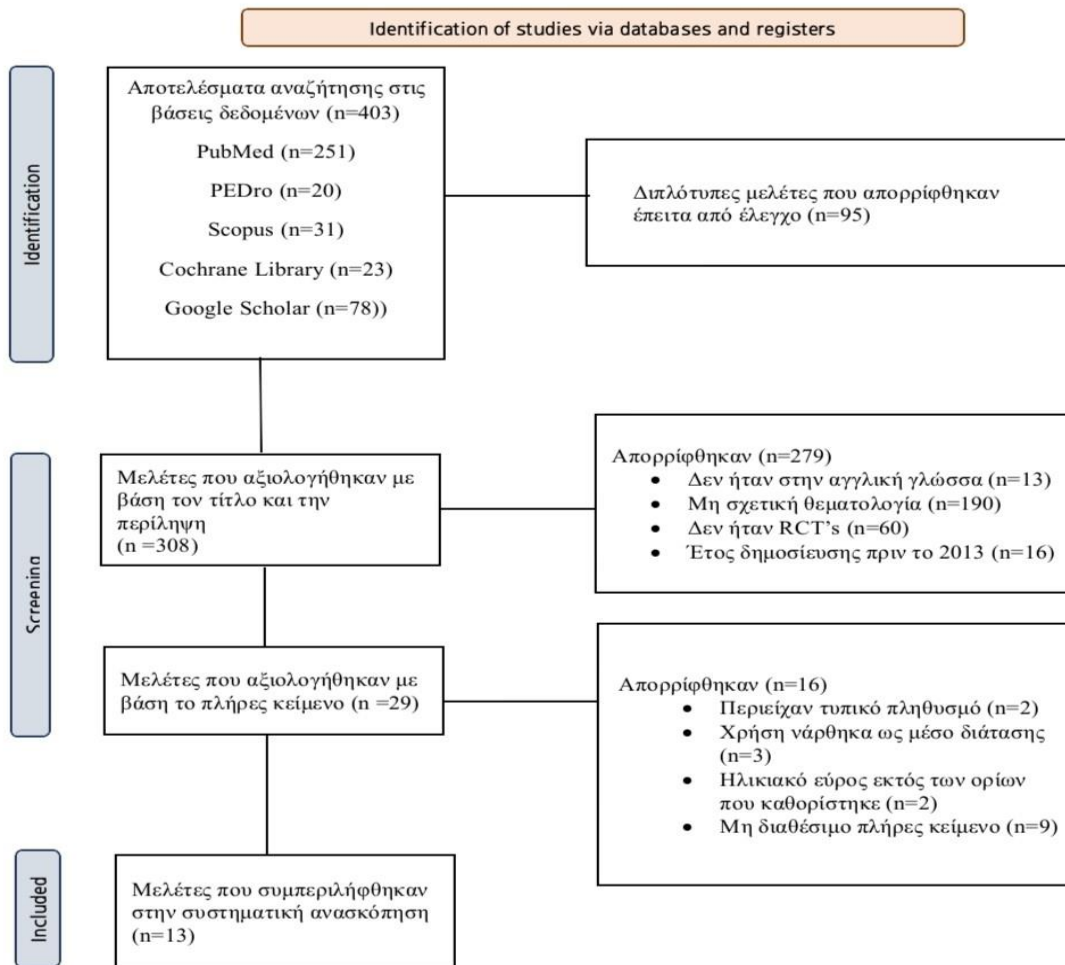 Identification of studies via databases and registers
Identification
Αποτελέσματα αναζήτησης στις
βάσεις δεδομένων (n=403)
PubMed (n=251)
PEDro (n=20)
Scopus (n=31)
Cochrane Library (n=23)
Google Scholar (n=78))
Διπλότυπες μελέτες που απορρίφθηκαν
έπειτα από έλεγχο (n=95)
Screening
Μελέτες που αξιολογήθηκαν με
βάση τον τίτλο και την
περίληψη
(n =308)
Απορρίφθηκαν (n=279)
• Δεν ήταν στην αγγλική γλώσσα (n=13)
• Μη σχετική θεματολογία (n=190)
• Δεν ήταν RCT’s (n=60)
• Έτος δημοσίευσης πριν το 2013 (n=16)
Μελέτες που αξιολογήθηκαν με
βάση το πλήρες κείμενο (n =29)
Απορρίφθηκαν (n=16)
• Περιείχαν τυπικό πληθυσμό (n=2)
• Χρήση νάρθηκα ως μέσο διάτασης
(n=3)
• Ηλικιακό εύρος εκτός των ορίων
που καθορίστηκε (n=2)
• Μη διαθέσιμο πλήρες κείμενο (n=9)
Included
Μελέτες που συμπεριλήφθηκαν
στην συστηματική ανασκόπηση
(n=13)